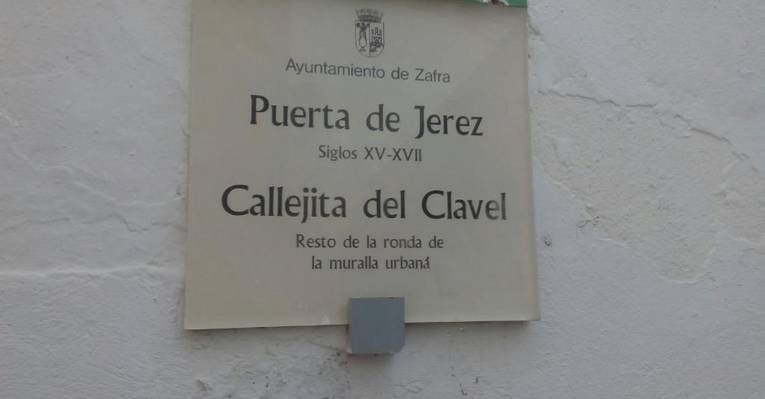 Ayuntamiento de Zafra
Puerta de Jerez
Siglos XV-XVII
Callejita del Clavel
Resto de la ronda de
la muralla urbana